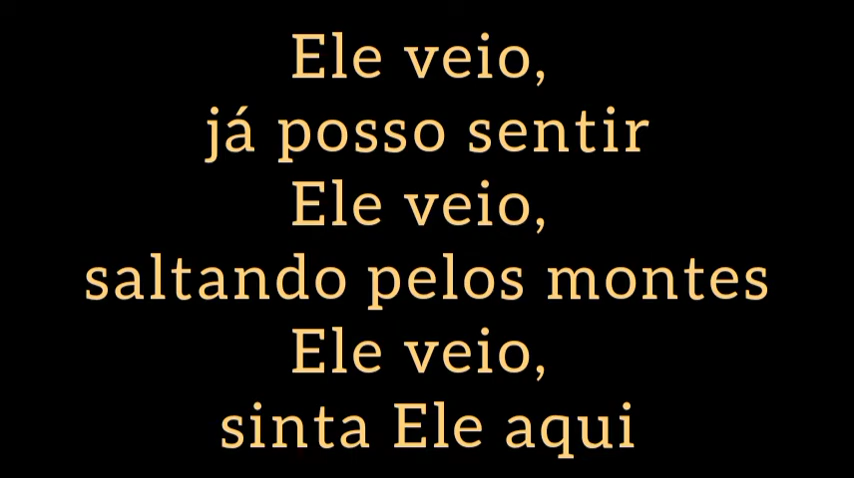 Ele veio,
já posso sentir
Ele veio,
saltando pelos montes
Ele veio,
sinta Ele aqui